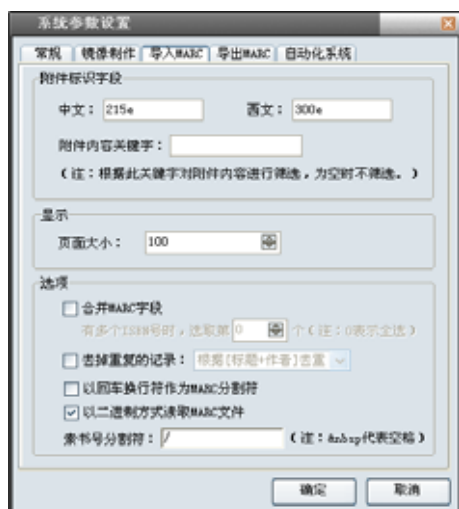 系统参数设置
常规 镜像制作 导入MARC 导出MARC 自动化系统
附件标识字段
中文： 215e 西文： 300e
附件内容关键字：
（注：根据此关键字对附件内容进行筛选，为空时不筛选。）
显示
页面大小： 100
选项
合并MARC字段
有多个ISBN号时，选取第 0 个（注：0表示全选）
去掉重复的记录： 根据[标题+作者]去重
以回车换行符作为MARC分割符
以二进制方式读取MARC文件
索书号分割符： / （注：&nbsp代表空格）
确定 取消